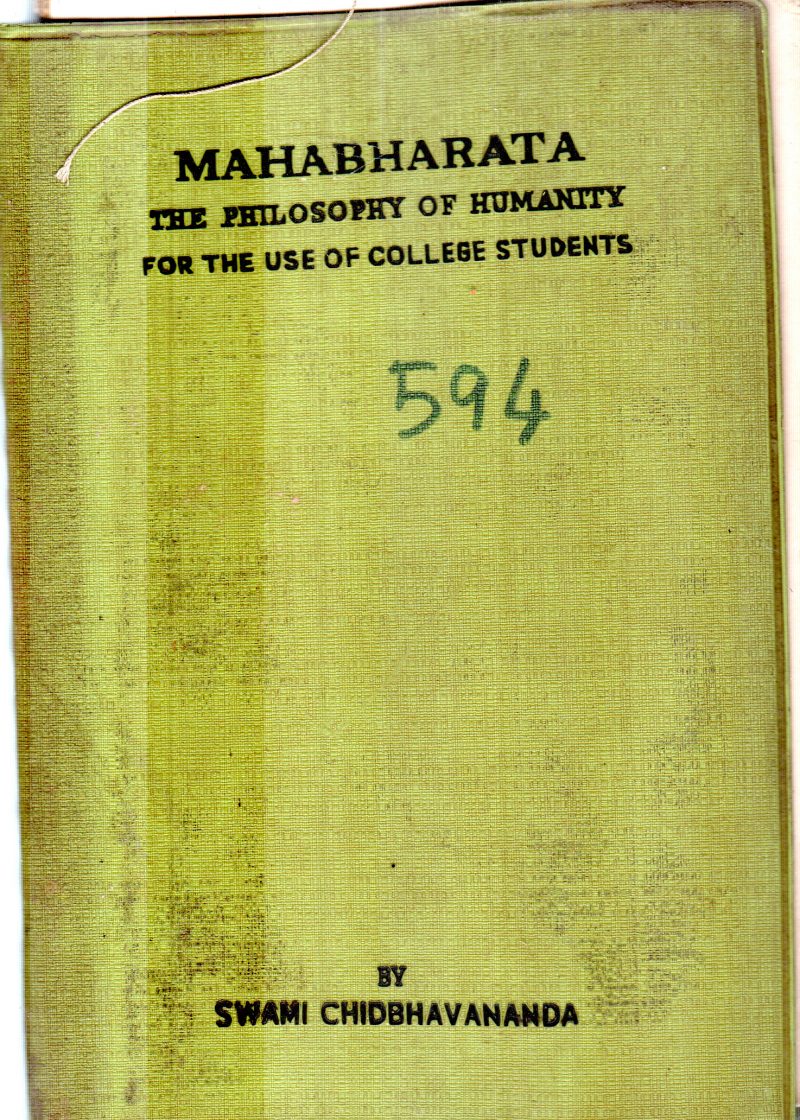 MAHABHARATA
THE PHILOSOPHY OF HUMANITY
FOR THE USE OF COLLEGE STUDENTS
594
BY
SWAMI CHIDBHAVANANDA